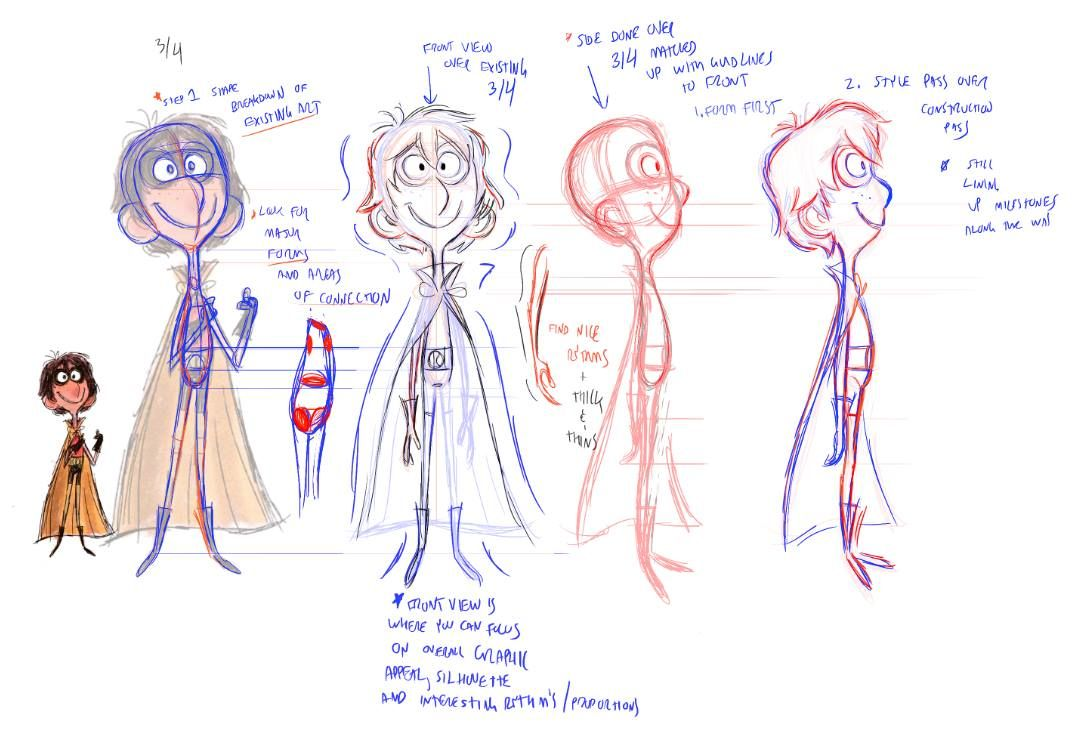 3/4
*STEP 1 SHAPE
BREAKDOWN OF
EXISTING ART
LOOK FOR
MAJOR
FORMS
AND AREAS
OF CONNECTION
FRONT VIEW
OVER EXISTING
3/4
* SIDE DONE OVER
3/4 MATCHED
UP WITH GUIDLINES
TO FRONT
1. FORM FIRST
2. STYLE PASS OVER
CONSTRUCTION
PASS
* STILL
LINING
UP MILESTONES
ALONG THE WAY
FIND NICE
RITHMS
+
THICK
&
THINS
* FRONT VIEW IS
WHERE YOU CAN FOCUS
ON OVERALL GRAPHIC
APPEAL, SILHOUETTE
AND INTERESTING RITHM'S / PROPORTIONS